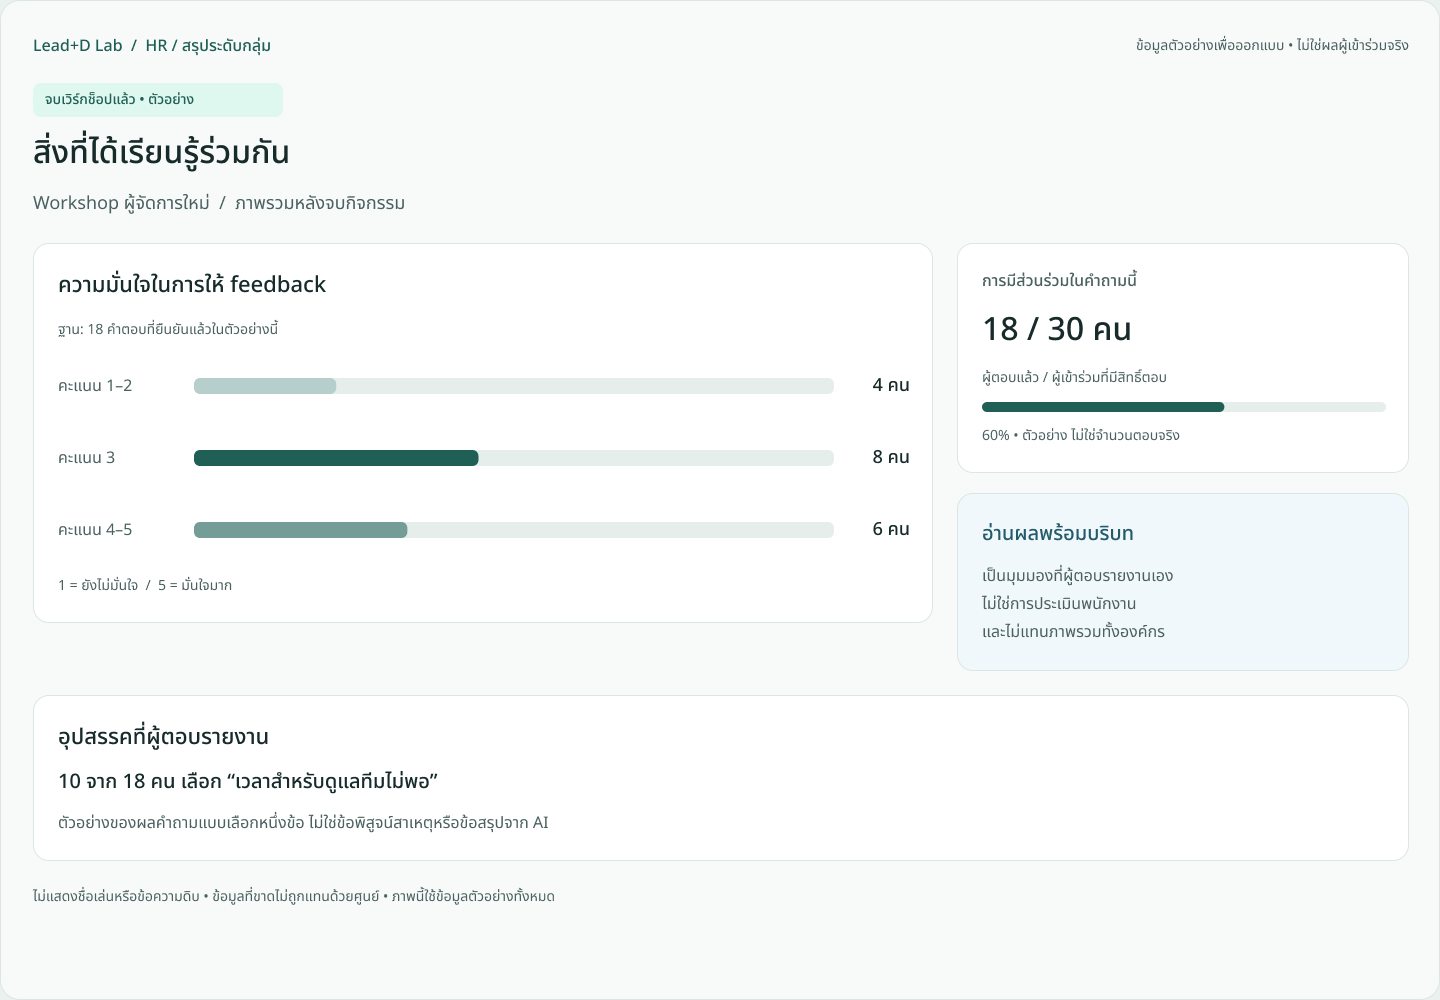 Lead+D Lab / HR / สรุประดับกลุ่ม
ข้อมูลตัวอย่างเพื่อออกแบบ • ไม่ใช่ผลผู้เข้าร่วมจริง
จบเวิร์กช็อปแล้ว • ตัวอย่าง
สิ่งที่ได้เรียนรู้ร่วมกัน
Workshop ผู้จัดการใหม่ / ภาพรวมหลังจบกิจกรรม
ความมั่นใจในการให้ feedback
ฐาน: 18 คำตอบที่ยืนยันแล้วในตัวอย่างนี้
คะแนน 1–2 4 คน
คะแนน 3 8 คน
คะแนน 4–5 6 คน
1 = ยังไม่มั่นใจ / 5 = มั่นใจมาก
การมีส่วนร่วมในคำถามนี้
18 / 30 คน
ผู้ตอบแล้ว / ผู้เข้าร่วมที่มีสิทธิ์ตอบ
60% • ตัวอย่าง ไม่ใช่จำนวนตอบจริง
อ่านผลพร้อมบริบท
เป็นมุมมองที่ผู้ตอบรายงานเอง
ไม่ใช่การประเมินพนักงาน
และไม่แทนภาพรวมทั้งองค์กร
อุปสรรคที่ผู้ตอบรายงาน
10 จาก 18 คน เลือก “เวลาสำหรับดูแลทีมไม่พอ”
ตัวอย่างของผลคำถามแบบเลือกหนึ่งข้อ ไม่ใช่ข้อพิสูจน์สาเหตุหรือข้อสรุปจาก AI
ไม่แสดงชื่อเล่นหรือข้อความดิบ • ข้อมูลที่ขาดไม่ถูกแทนด้วยศูนย์ • ภาพนี้ใช้ข้อมูลตัวอย่างทั้งหมด